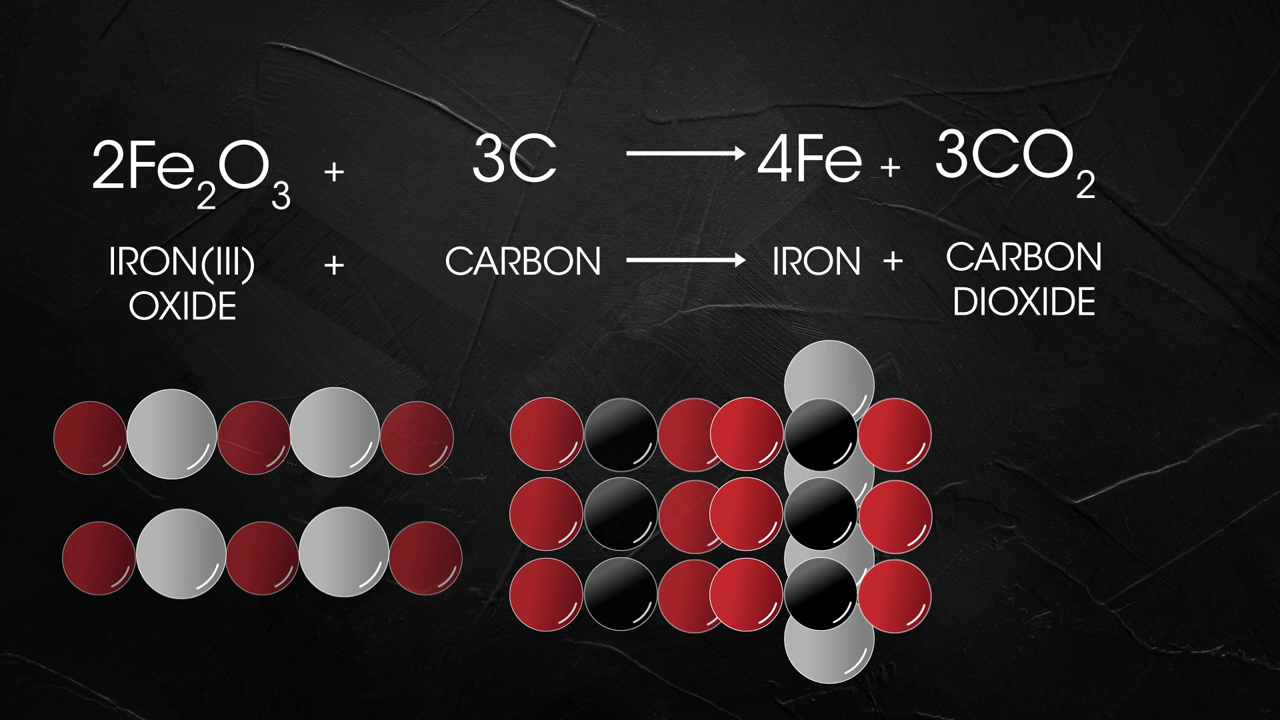 2Fe₂O₃ + 3C ⟶ 4Fe + 3CO₂
IRON(III) + CARBON ⟶ IRON + CARBON
OXIDE DIOXIDE